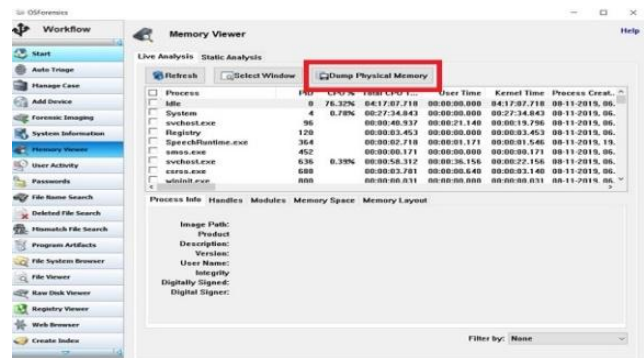 OSForensics
Workflow
Memory Viewer
Help
Start
Auto Triage
Manage Case
Add Device
Forensic Imaging
System Information
Memory Viewer
User Activity
Passwords
File Name Search
Deleted File Search
Mismatch File Search
Program Artifacts
File System Browser
File Viewer
Raw Disk Viewer
Registry Viewer
Web Browser
Create Index
Live Analysis Static Analysis
Refresh Select Window Dump Physical Memory
Process PID CPU % Total CPU T... User Time Kernel Time Process Creat...
Idle 0 76.32% 04:17:07.718 00:00:00.000 04:17:07.718 08-11-2019, 06.
System 4 0.78% 00:27:34.843 00:00:00.000 00:27:34.843 08-11-2019, 06.
svchost.exe 96 00:00:40.937 00:00:21.140 00:00:19.796 08-11-2019, 06.
Registry 120 00:00:03.453 00:00:00.000 00:00:03.453 08-11-2019, 06.
SpeechRuntime.exe 364 00:00:02.718 00:00:01.171 00:00:01.546 08-11-2019, 19.
smss.exe 452 00:00:00.171 00:00:00.000 00:00:00.171 08-11-2019, 06.
svchost.exe 636 0.39% 00:00:58.312 00:00:36.156 00:00:22.156 08-11-2019, 06.
csrss.exe 680 00:00:03.781 00:00:00.640 00:00:03.140 08-11-2019, 06.
wininit.exe 800 00:00:00.031 00:00:00.000 00:00:00.031 08-11-2019, 06.
Process Info Handles Modules Memory Space Memory Layout
Image Path:
Product
Description:
Version:
User Name:
Integrity
Digitally Signed:
Digital Signer:
Filter by: None